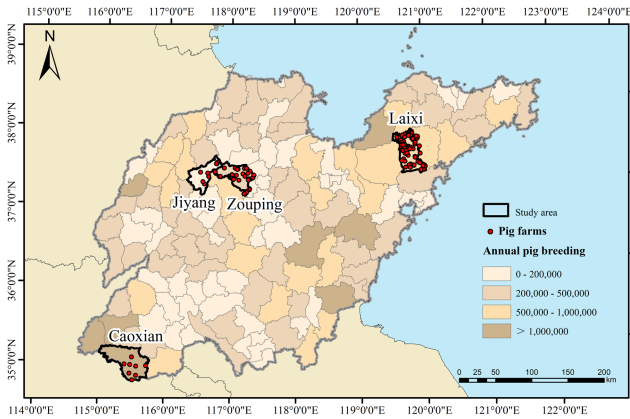 115°0'0"E 116°0'0"E 117°0'0"E 118°0'0"E 119°0'0"E 120°0'0"E 121°0'0"E 122°0'0"E 123°0'0"E
39°0'0"N
38°0'0"N
37°0'0"N
36°0'0"N
35°0'0"N
N
Laixi
Jiyang
Zouping
Caoxian
Study area
Pig farms
Annual pig breeding
0 - 200,000
200,000 - 500,000
500,000 - 1,000,000
> 1,000,000
0 25 50 100 150 200
km
114°0'0"E 115°0'0"E 116°0'0"E 117°0'0"E 118°0'0"E 119°0'0"E 120°0'0"E 121°0'0"E 122°0'0"E